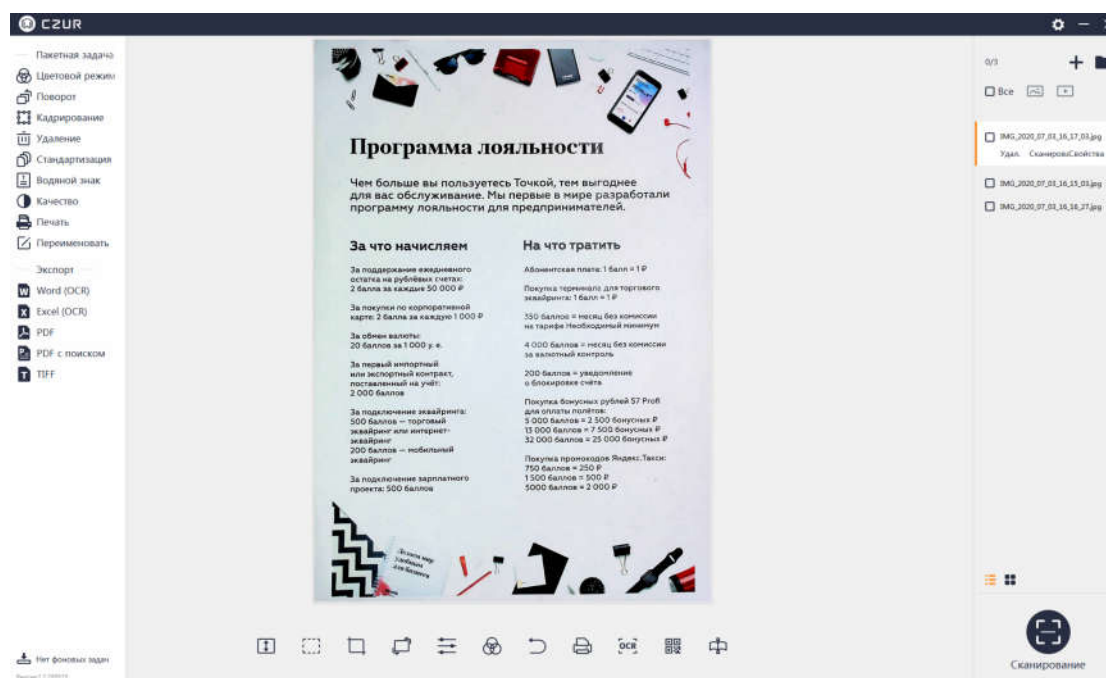 CZUR
Пакетная задача
Цветовой режим
Поворот
Кадрирование
Удаление
Стандартизация
Водяной знак
Качество
Печать
Переименовать
Экспорт
Word (OCR)
Excel (OCR)
PDF
PDF с поиском
TIFF
Нет фоновых задач
Программа лояльности
Чем больше вы пользуетесь Точкой, тем выгоднее
для вас обслуживание. Мы первые в мире разработали
программу лояльности для предпринимателей.
За что начисляем
За поддержание ежедневного
остатка на рублёвых счетах:
2 балла за каждые 50 000 ₽
За покупки по корпоративной
карте: 2 балла за каждую 1 000 ₽
За обмен валюты:
20 баллов за 1 000 у. е.
За первый импортный
или экспортный контракт,
поставленный на учёт:
2 000 баллов
За подключение эквайринга:
500 баллов — торговый
эквайринг или интернет-
эквайринг
200 баллов — мобильный
эквайринг
За подключение зарплатного
проекта: 500 баллов
На что тратить
Абонентская плата: 1 балл = 1 ₽
Покупка терминала для торгового
эквайринга: 1 балл = 1 ₽
350 баллов = месяц без комиссии
на тарифе Необходимый минимум
4 000 баллов = месяц без комиссии
за валютный контроль
200 баллов = уведомление
о блокировке счёта
Покупка бонусных рублей S7 Profi
для оплаты полётов:
5 000 баллов = 2 500 бонусных ₽
13 000 баллов = 7 500 бонусных ₽
32 000 баллов = 25 000 бонусных ₽
Покупка промокодов Яндекс.Такси:
750 баллов = 250 ₽
1 500 баллов = 500 ₽
5000 баллов = 2 000 ₽
Делаем мир
удобным
для бизнеса
OCR
0/3
Все
IMG_2020_07_03_16_17_03.jpg
Удал. СканировСвойства
IMG_2020_07_03_16_15_03.jpg
IMG_2020_07_03_16_16_27.jpg
Сканирование